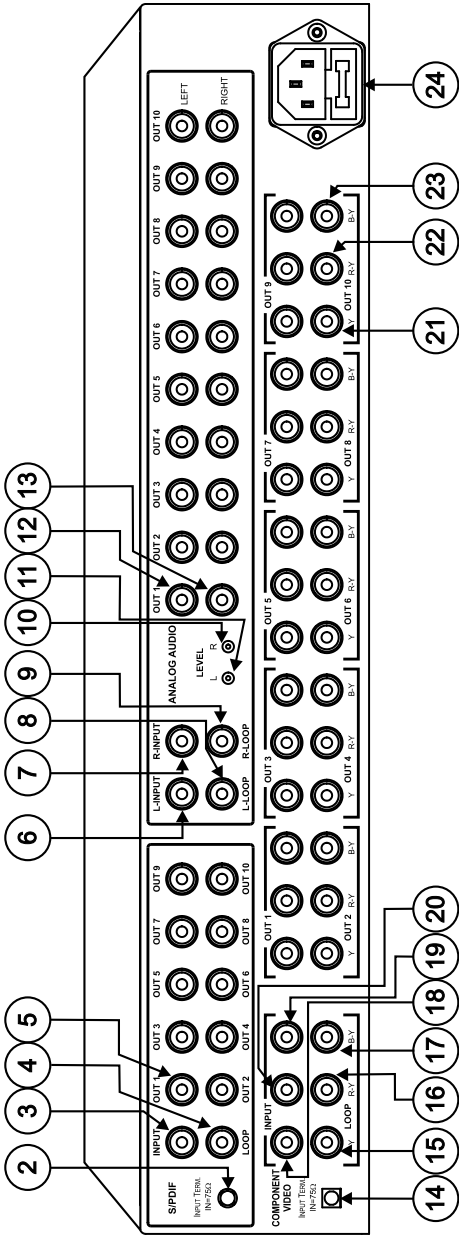 2
3
4
5
6
7
8
9
10
11
12
13
S/PDIF
INPUT TERM.
IN=75Ω
INPUT
OUT 1
OUT 3
OUT 5
OUT 7
OUT 9
LOOP
OUT 2
OUT 4
OUT 6
OUT 8
OUT 10
L-INPUT
R-INPUT
L-LOOP
R-LOOP
ANALOG AUDIO
LEVEL
L
R
OUT 1
OUT 2
OUT 3
OUT 4
OUT 5
OUT 6
OUT 7
OUT 8
OUT 9
OUT 10
LEFT
RIGHT
COMPONENT
VIDEO
INPUT TERM.
IN=75Ω
INPUT
OUT 1
OUT 3
OUT 5
OUT 7
OUT 9
Y
R-Y
B-Y
LOOP
Y
R-Y
B-Y
OUT 2
Y
R-Y
B-Y
OUT 4
Y
R-Y
B-Y
OUT 6
Y
R-Y
B-Y
OUT 8
Y
R-Y
B-Y
OUT 10
14
15
16
17
18
19
20
21
22
23
24